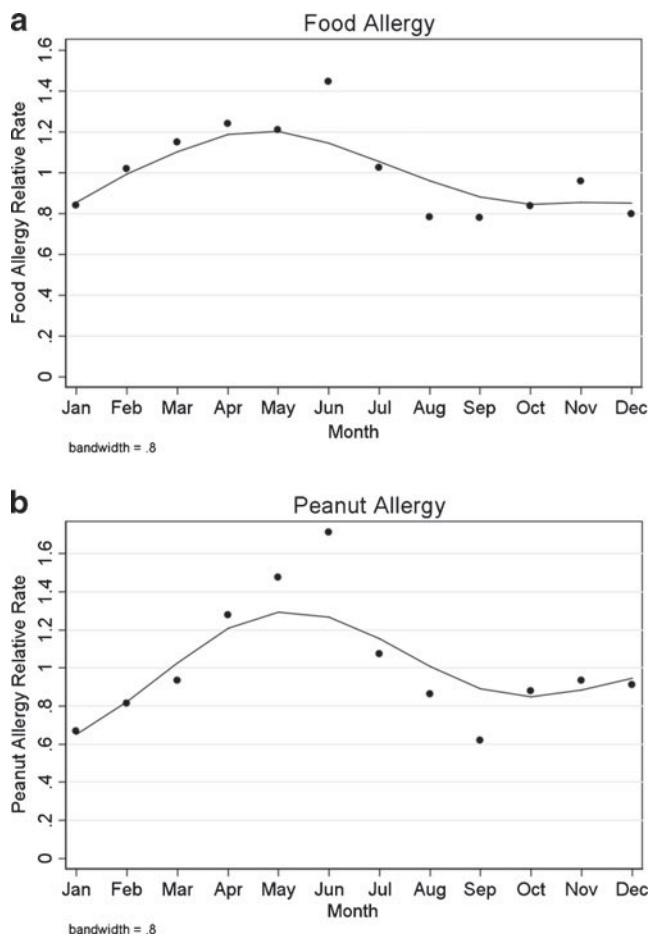 a
Food Allergy
Food Allergy Relative Rate
1.6
1.4
1.2
1
.8
.6
.4
.2
0
Jan Feb Mar Apr May Jun Jul Aug Sep Oct Nov Dec
Month
bandwidth = .8
b
Peanut Allergy
Peanut Allergy Relative Rate
1.6
1.4
1.2
1
.8
.6
.4
.2
0
Jan Feb Mar Apr May Jun Jul Aug Sep Oct Nov Dec
Month
bandwidth = .8